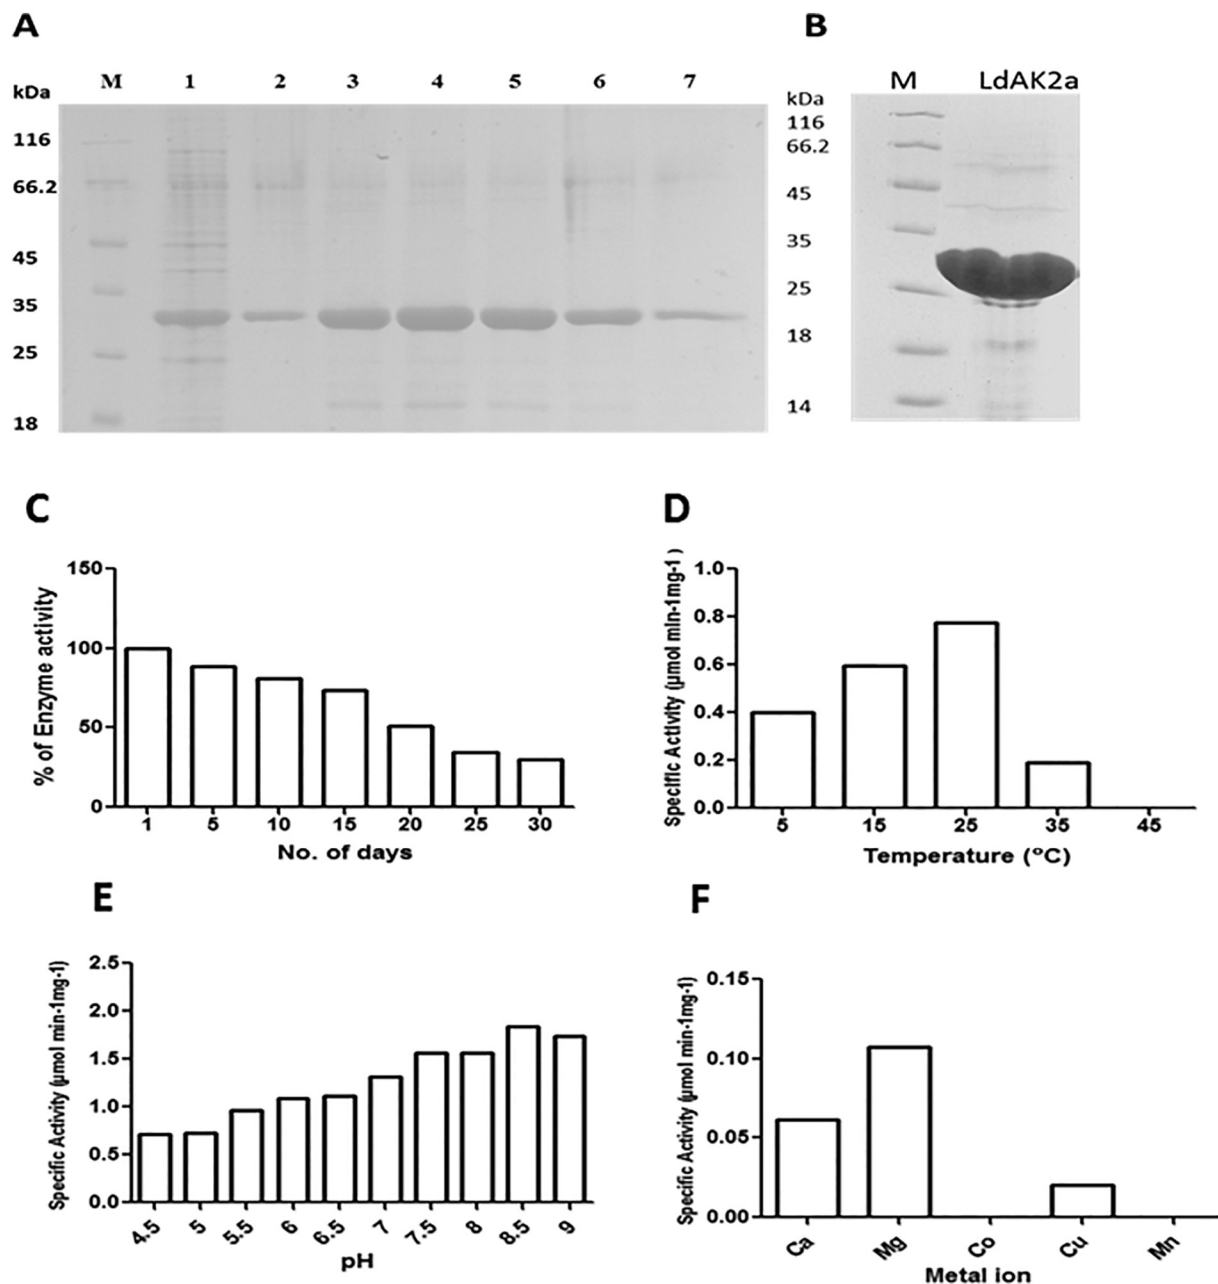 A
B
M 1 2 3 4 5 6 7
kDa
116
66.2
45
35
25
18
M LdAK2a
kDa
116
66.2
45
35
25
18
14
C
% of Enzyme activity
150
100
50
0
1 5 10 15 20 25 30
No. of days
D
Specific Activity (µmol min-1mg-1 )
1.0
0.8
0.6
0.4
0.2
0.0
5 15 25 35 45
Temperature (°C)
E
Specific Activity (µmol min-1mg-1)
2.5
2.0
1.5
1.0
0.5
0.0
4.5 5 5.5 6 6.5 7 7.5 8 8.5 9
pH
F
Specific Activity (µmol min-1mg-1)
0.15
0.10
0.05
0.00
Ca Mg Co Cu Mn
Metal ion